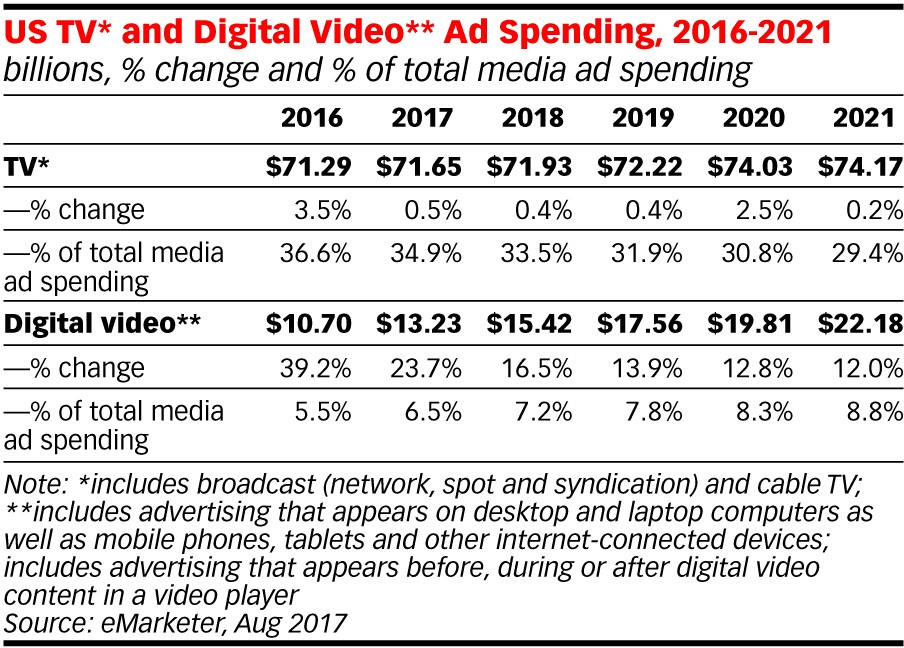 US TV* and Digital Video** Ad Spending, 2016-2021
billions, % change and % of total media ad spending
2016 2017 2018 2019 2020 2021
TV* $71.29 $71.65 $71.93 $72.22 $74.03 $74.17
—% change 3.5% 0.5% 0.4% 0.4% 2.5% 0.2%
—% of total media 36.6% 34.9% 33.5% 31.9% 30.8% 29.4%
ad spending
Digital video** $10.70 $13.23 $15.42 $17.56 $19.81 $22.18
—% change 39.2% 23.7% 16.5% 13.9% 12.8% 12.0%
—% of total media 5.5% 6.5% 7.2% 7.8% 8.3% 8.8%
ad spending
Note: *includes broadcast (network, spot and syndication) and cable TV;
**includes advertising that appears on desktop and laptop computers as
well as mobile phones, tablets and other internet-connected devices;
includes advertising that appears before, during or after digital video
content in a video player
Source: eMarketer, Aug 2017